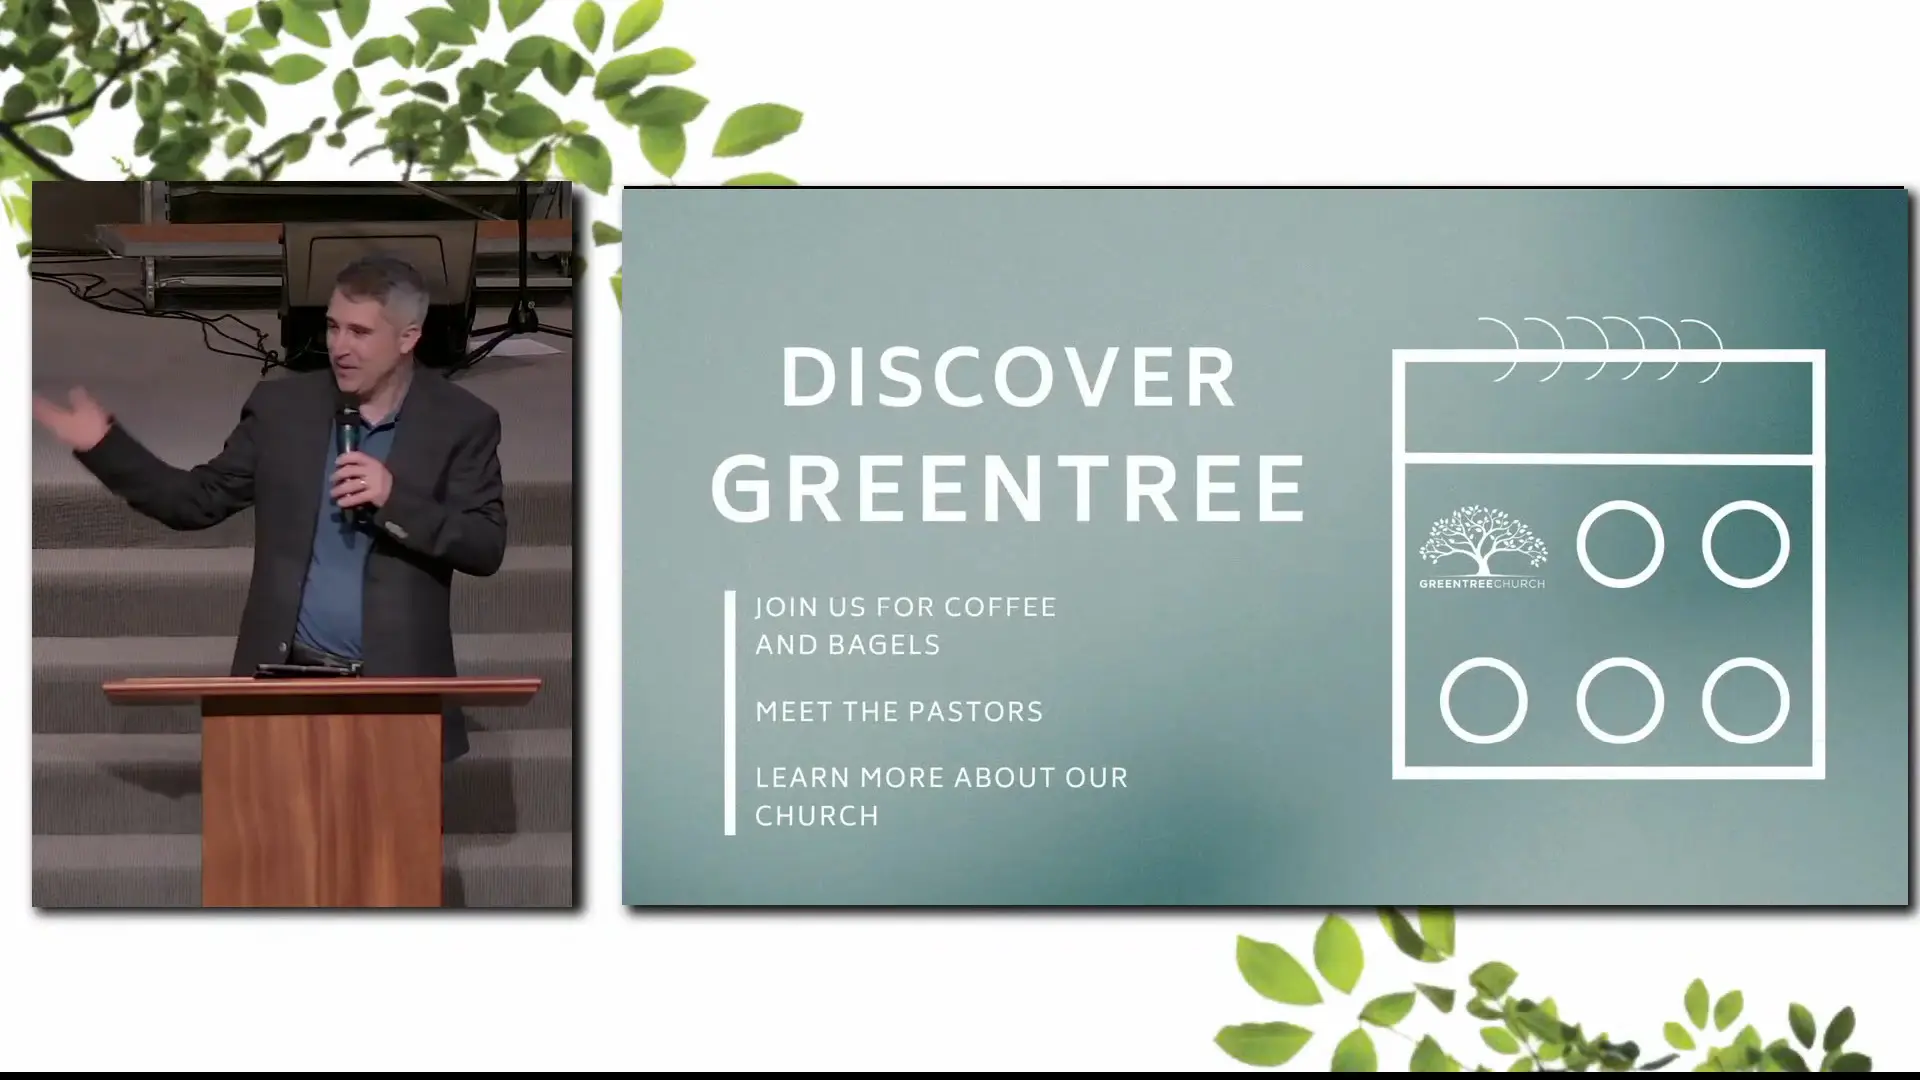 DISCOVER
GREENTREE
JOIN US FOR COFFEE
AND BAGELS
MEET THE PASTORS
LEARN MORE ABOUT OUR
CHURCH
GREENTREECHURCH